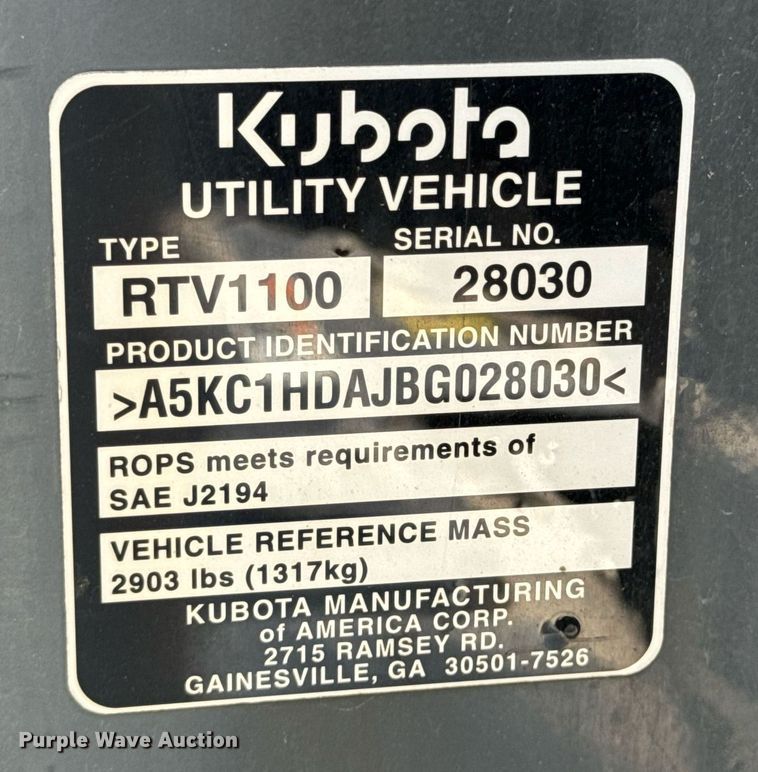 Kubota
UTILITY VEHICLE
TYPE
SERIAL NO.
RTV1100
28030
PRODUCT IDENTIFICATION NUMBER
>A5KC1HDAJBG028030<
ROPS meets requirements of
SAE J2194
VEHICLE REFERENCE MASS
2903 lbs (1317kg)
KUBOTA MANUFACTURING
of AMERICA CORP.
2715 RAMSEY RD.
GAINESVILLE, GA 30501-7526
Purple Wave Auction